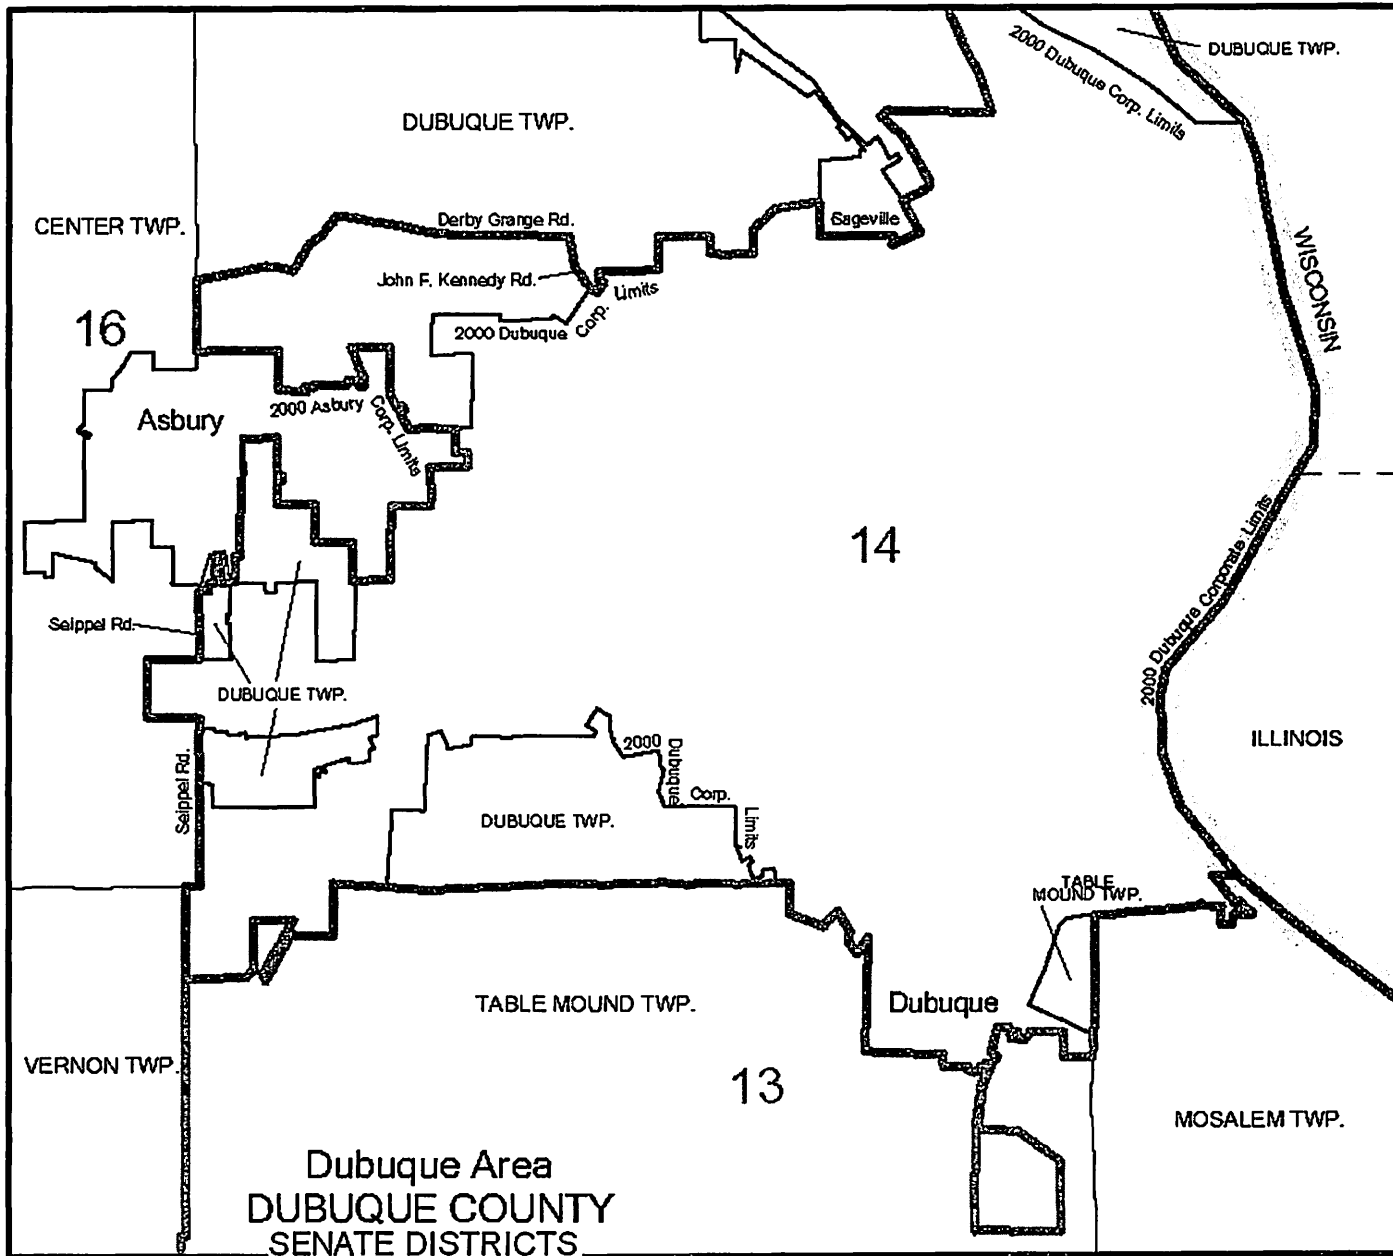 2000 Dubuque Corp. Limits
DUBUQUE TWP.
DUBUQUE TWP.
CENTER TWP.
Derby Grange Rd.
Sageville
WISCONSIN
John F. Kennedy Rd.
16
2000 Dubuque Corp. Limits
2000 Asbury Corp. Limits
Asbury
14
2000 Dubuque Corporate Limits
Seippel Rd.
DUBUQUE TWP.
ILLINOIS
2000 Dubuque Corp. Limits
Seippel Rd.
DUBUQUE TWP.
TABLE
MOUND TWP.
TABLE MOUND TWP.
Dubuque
VERNON TWP.
13
MOSALEM TWP.
Dubuque Area
DUBUQUE COUNTY
SENATE DISTRICTS